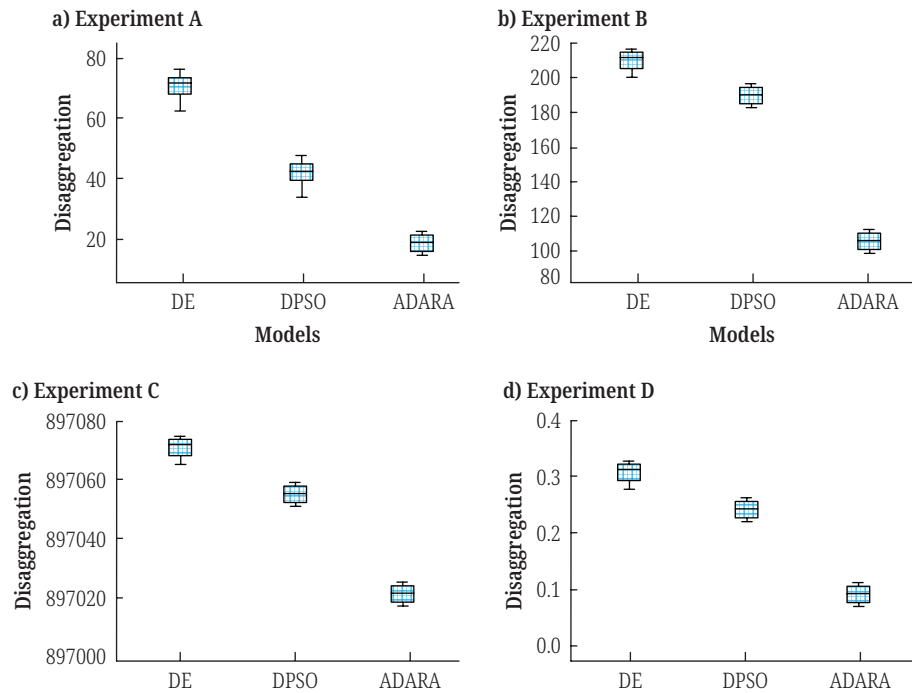 a) Experiment A
80
60
40
20
Disaggregation
DE DPSO ADARA
Models
b) Experiment B
220
200
180
160
140
120
100
80
Disaggregation
DE DPSO ADARA
Models
c) Experiment C
897080
897060
897040
897020
897000
Disaggregation
DE DPSO ADARA
d) Experiment D
0.4
0.3
0.2
0.1
0.0
Disaggregation
DE DPSO ADARA